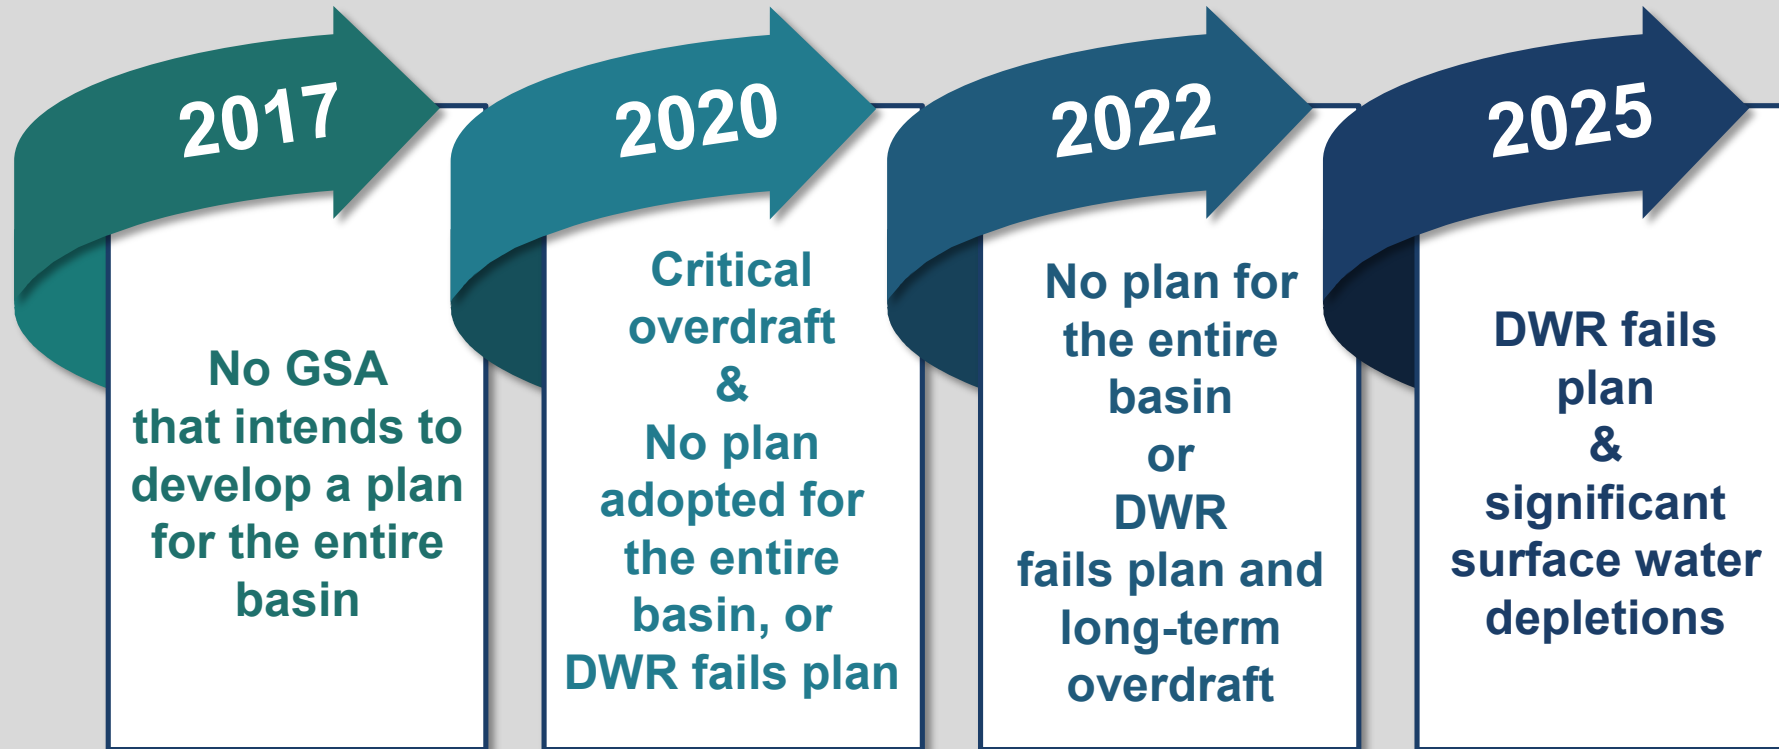 2017
No GSA
that intends to
develop a plan
for the entire
basin
2020
Critical
overdraft
&
No plan
adopted for
the entire
basin, or
DWR fails plan
2022
No plan for
the entire
basin
or
DWR
fails plan and
long-term
overdraft
2025
DWR fails
plan
&
significant
surface water
depletions